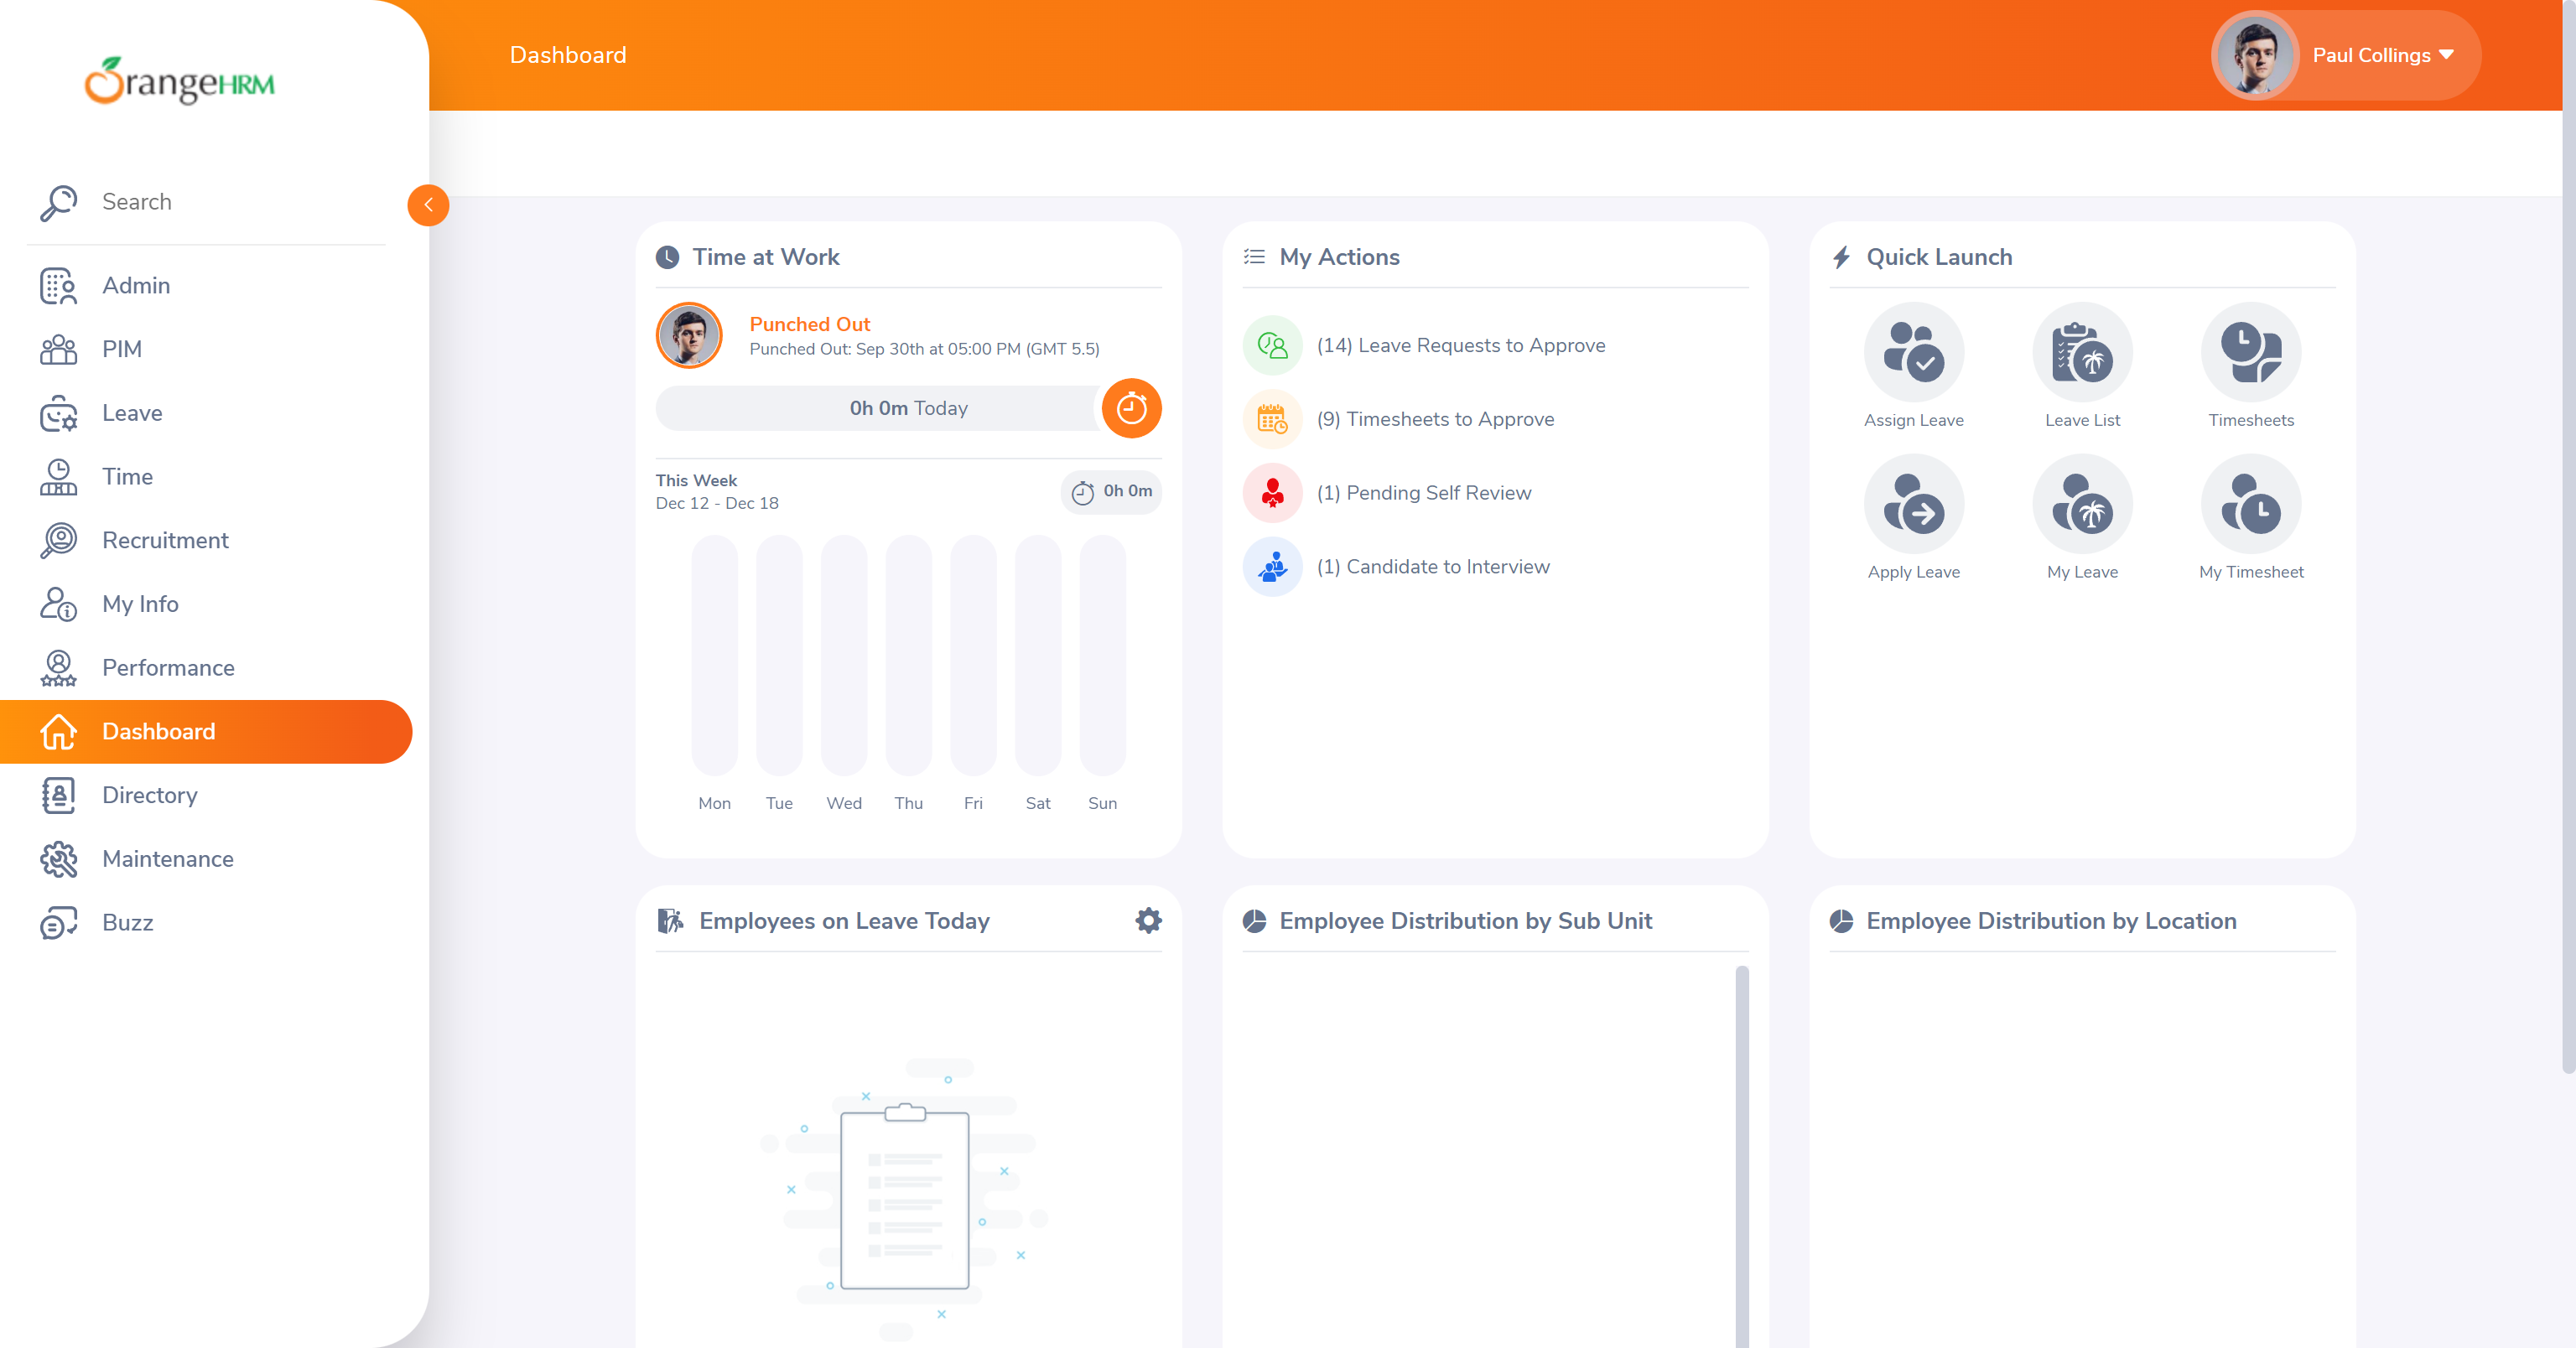 OrangeHRM
Search
Admin
PIM
Leave
Time
Recruitment
My Info
Performance
Dashboard
Directory
Maintenance
Buzz
Dashboard
Paul Collings
Time at Work
Punched Out
Punched Out: Sep 30th at 05:00 PM (GMT 5.5)
0h 0m Today
This Week
Dec 12 - Dec 18
0h 0m
Mon Tue Wed Thu Fri Sat Sun
My Actions
(14) Leave Requests to Approve
(9) Timesheets to Approve
(1) Pending Self Review
(1) Candidate to Interview
Quick Launch
Assign Leave Leave List Timesheets
Apply Leave My Leave My Timesheet
Employees on Leave Today
Employee Distribution by Sub Unit
Employee Distribution by Location